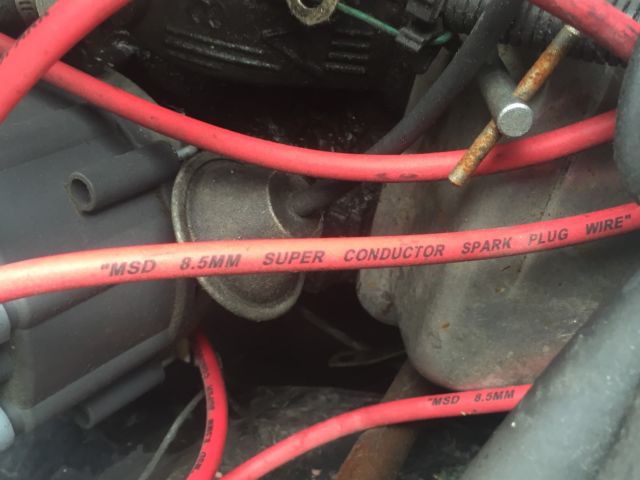 "MSD 8.5MM SUPER CONDUCTOR SPARK PLUG WIRE"
"MSD 8.5MM